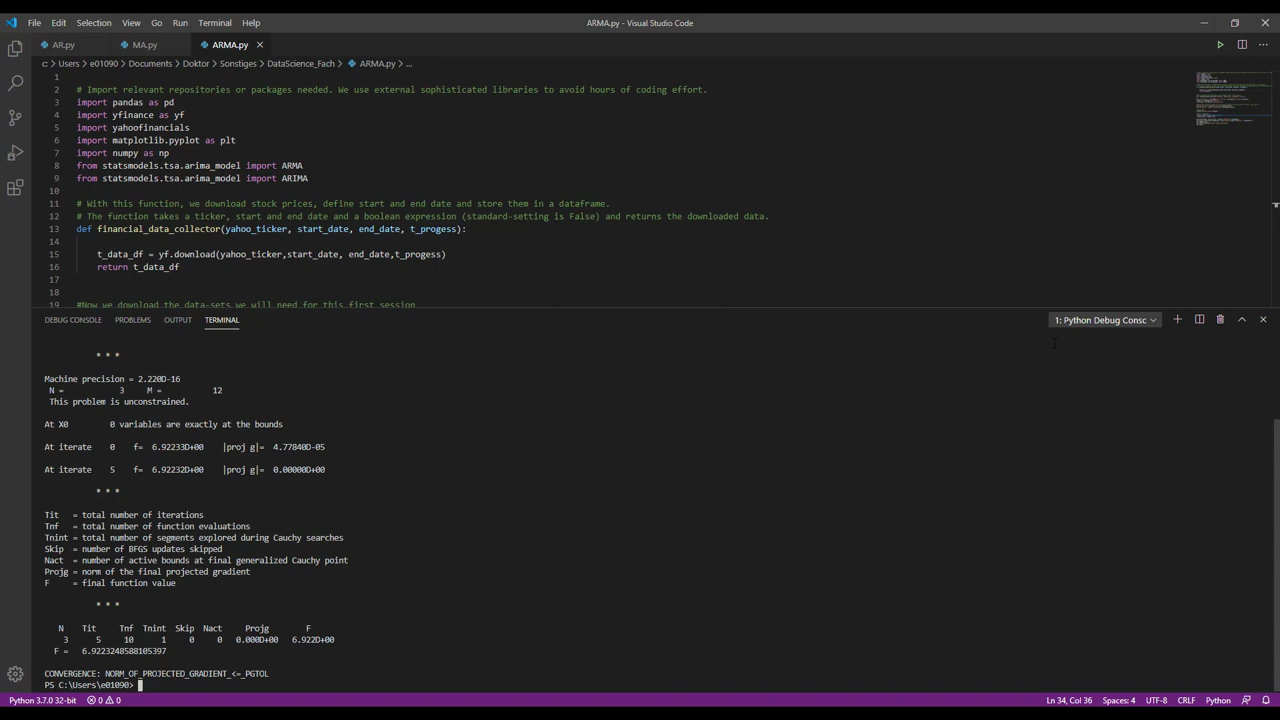 File Edit Selection View Go Run Terminal Help
ARMA.py - Visual Studio Code
AR.py MA.py ARMA.py
C: > Users > e01090 > Documents > Doktor > Sonstiges > DataScience_Fach > ARMA.py > ...
1
2 # Import relevant repositories or packages needed. We use external sophisticated libraries to avoid hours of coding effort.
3 import pandas as pd
4 import yfinance as yf
5 import yahoofinancials
6 import matplotlib.pyplot as plt
7 import numpy as np
8 from statsmodels.tsa.arima_model import ARMA
9 from statsmodels.tsa.arima_model import ARIMA
10
11 # With this function, we download stock prices, define start and end date and store them in a dataframe.
12 # The function takes a ticker, start and end date and a boolean expression (standard-setting is False) and returns the downloaded data.
13 def financial_data_collector(yahoo_ticker, start_date, end_date, t_progess):
14
15 t_data_df = yf.download(yahoo_ticker,start_date, end_date,t_progess)
16 return t_data_df
17
18
19 #Now we download the data-sets we will need for this first session
DEBUG CONSOLE PROBLEMS OUTPUT TERMINAL
1: Python Debug Consc
* * *
Machine precision = 2.220D-16
N = 3 M = 12
This problem is unconstrained.
At X0 0 variables are exactly at the bounds
At iterate 0 f= 6.92233D+00 |proj g|= 4.77840D-05
At iterate 5 f= 6.92232D+00 |proj g|= 0.00000D+00
* * *
Tit = total number of iterations
Tnf = total number of function evaluations
Tnint = total number of segments explored during Cauchy searches
Skip = number of BFGS updates skipped
Nact = number of active bounds at final generalized Cauchy point
Projg = norm of the final projected gradient
F = final function value
* * *
N Tit Tnf Tnint Skip Nact Projg F
3 5 10 1 0 0 0.000D+00 6.922D+00
F = 6.9223248588105397
CONVERGENCE: NORM_OF_PROJECTED_GRADIENT_<=_PGTOL
PS C:\Users\e01090>
Python 3.7.0 32-bit 0 0
Ln 34, Col 36 Spaces: 4 UTF-8 CRLF Python